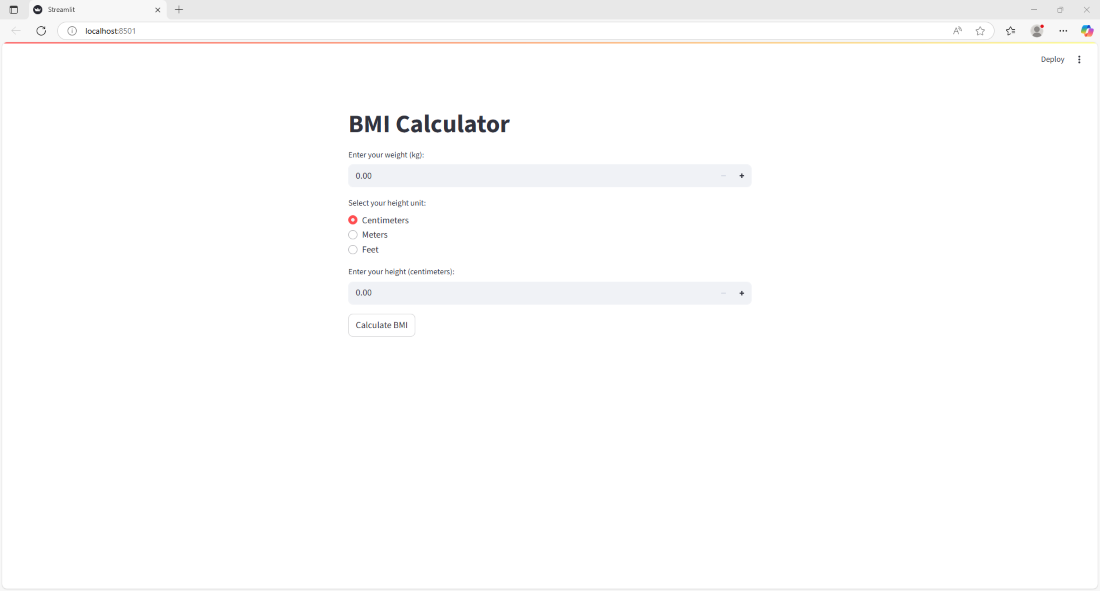 Streamlit
localhost:8501
Deploy
BMI Calculator
Enter your weight (kg):
0.00
Select your height unit:
Centimeters
Meters
Feet
Enter your height (centimeters):
0.00
Calculate BMI